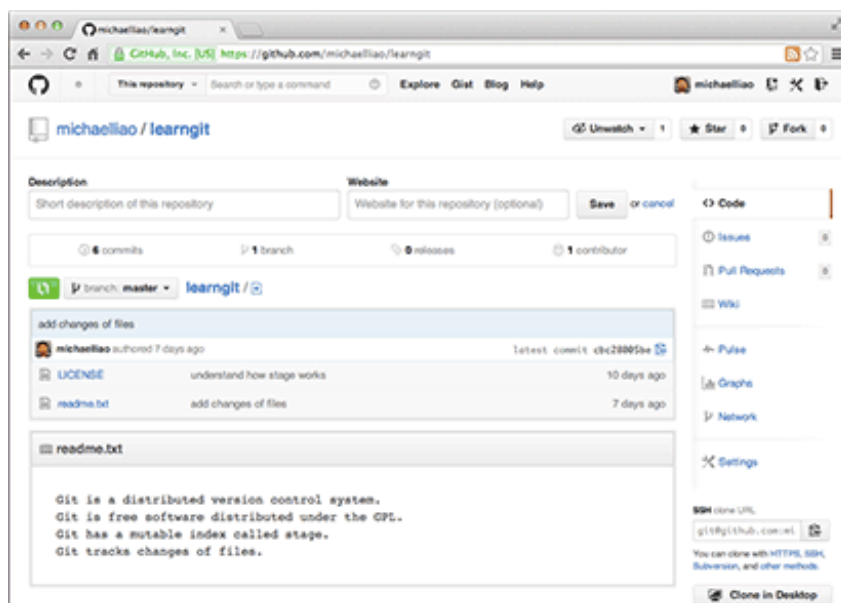 michaelliao/learngit
GitHub, Inc. [US] https://github.com/michaelliao/learngit
This repository Search or type a command Explore Gist Blog Help michaelliao
michaelliao / learngit Unwatch 1 Star 0 Fork 0
Description Website
Short description of this repository Website for this repository (optional) Save or cancel
6 commits 1 branch 0 releases 1 contributor
branch: master learngit /
add changes of files
michaelliao authored 7 days ago latest commit cbc28005be
LICENSE understand how stage works 10 days ago
readme.txt add changes of files 7 days ago
readme.txt
Git is a distributed version control system.
Git is free software distributed under the GPL.
Git has a mutable index called stage.
Git tracks changes of files.
Code
Issues 0
Pull Requests 0
Wiki
Pulse
Graphs
Network
Settings
SSH clone URL
git@github.com:mi
You can clone with HTTPS, SSH,
Subversion, and other methods.
Clone in Desktop